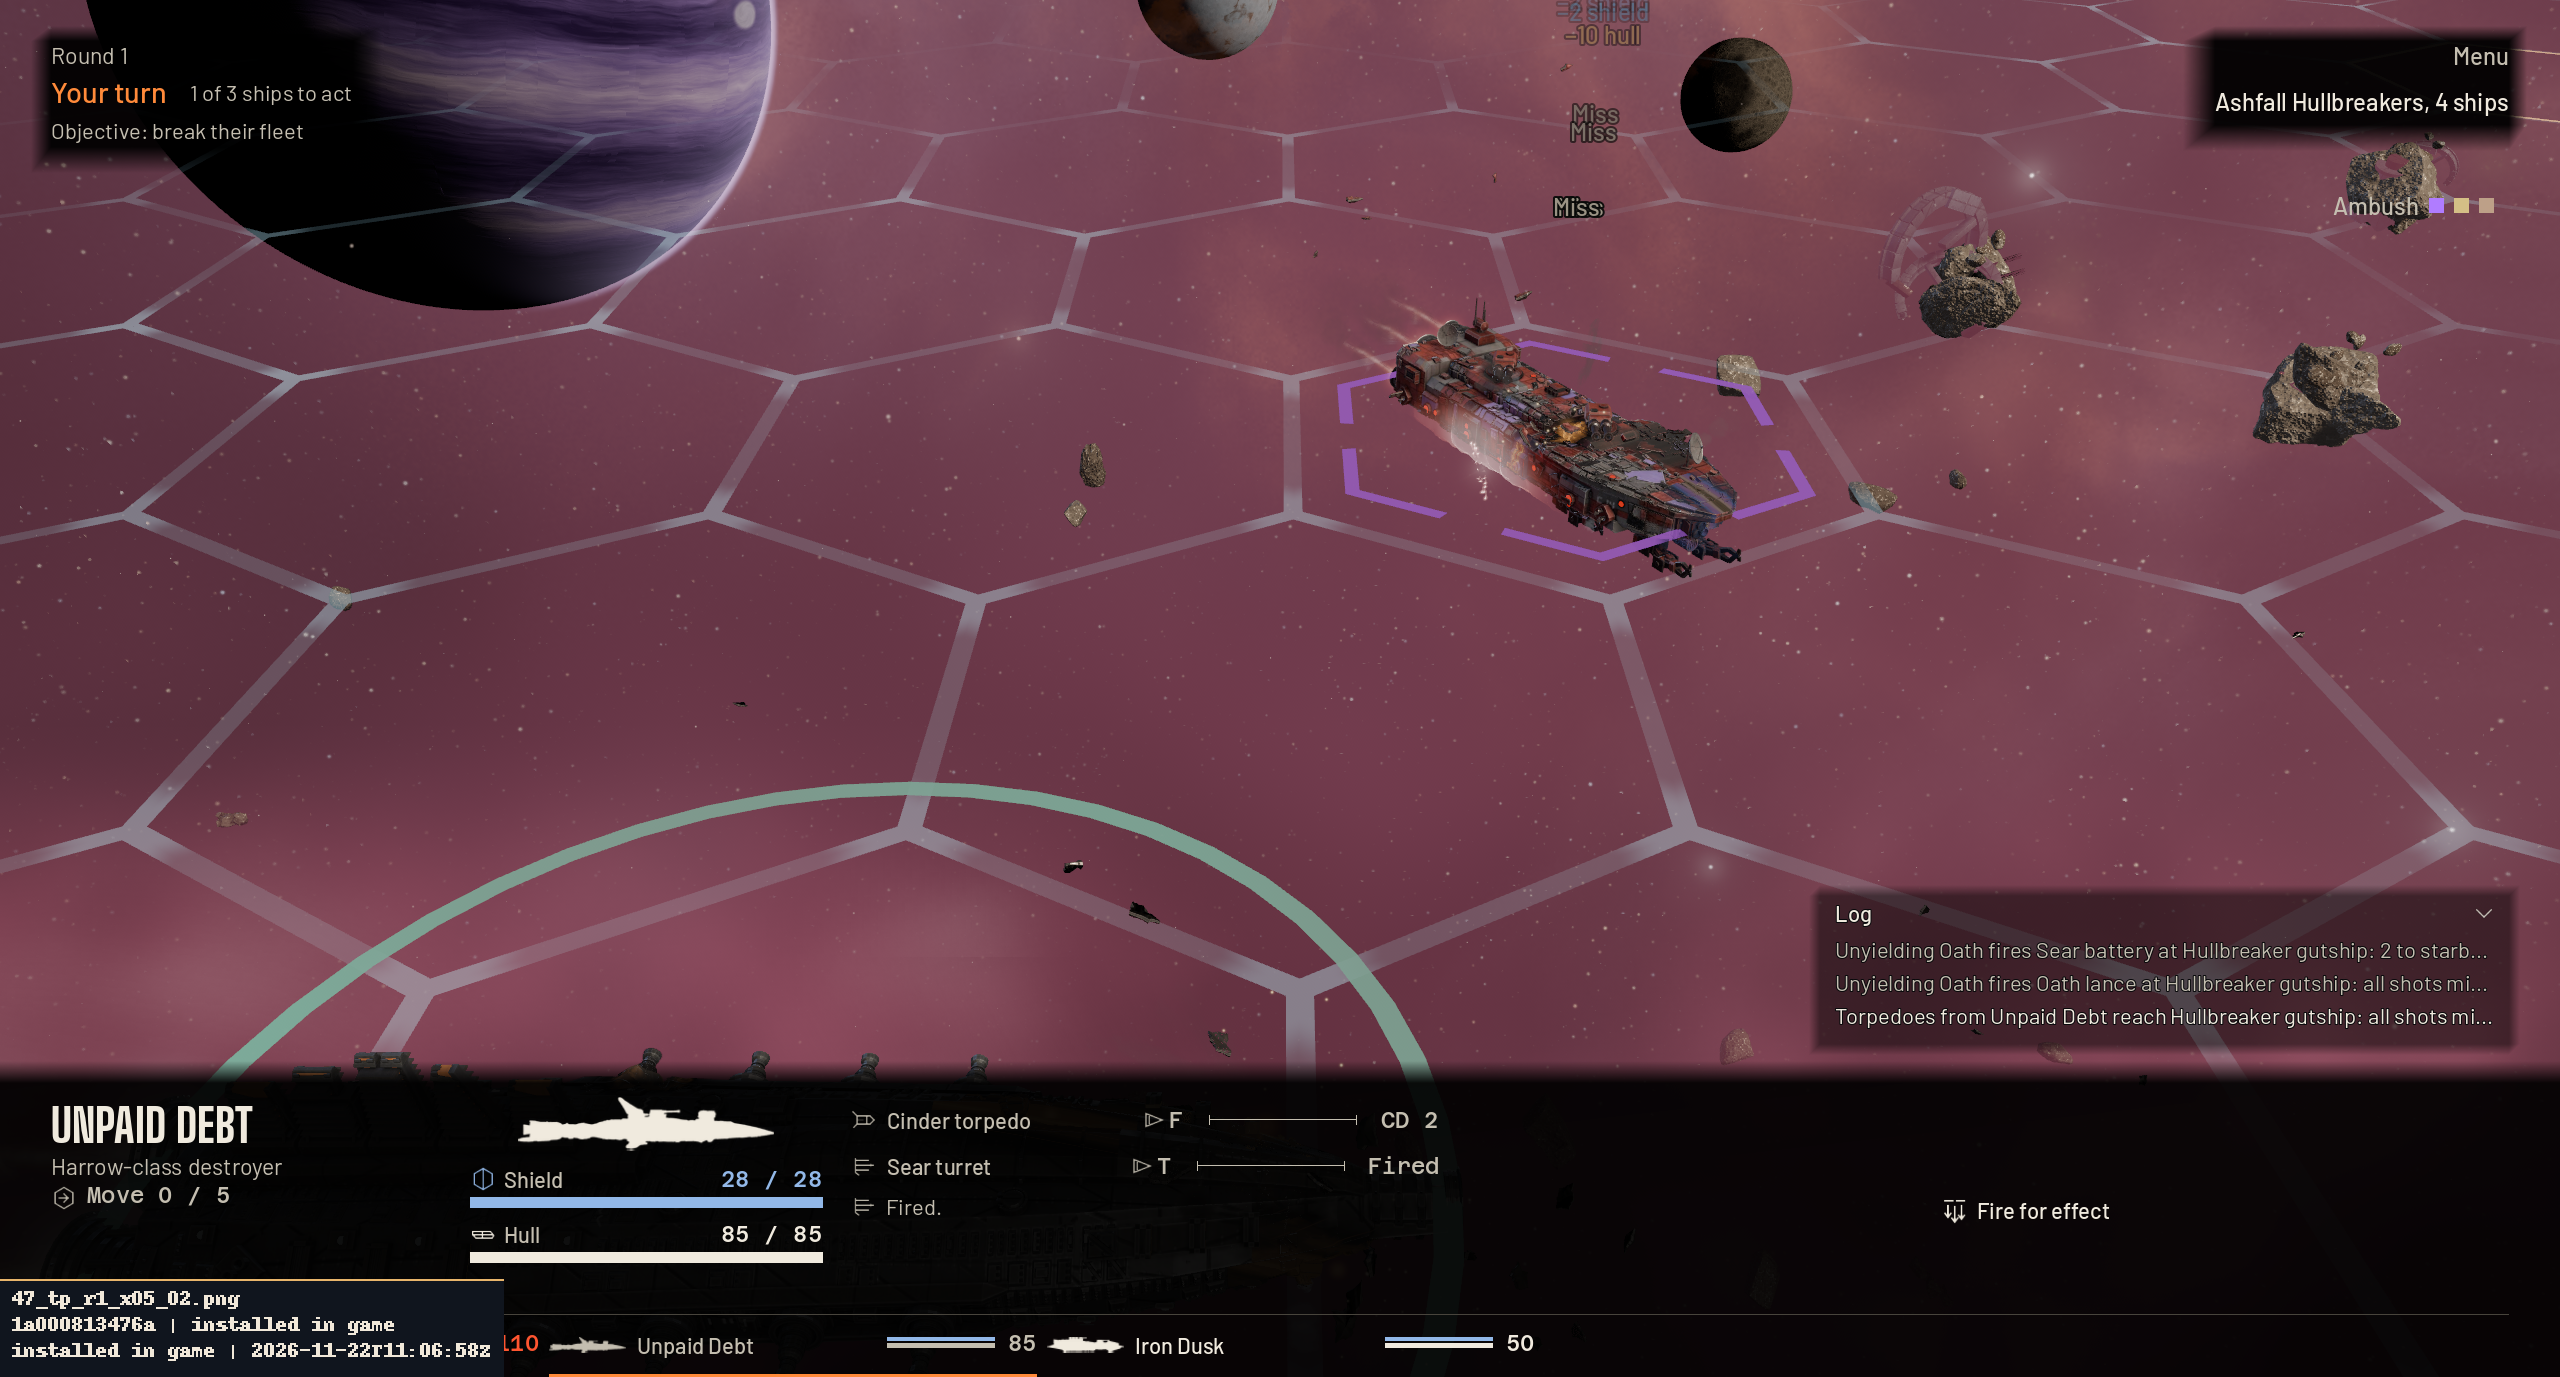 Round 1
Your turn 1 of 3 ships to act
Objective: break their fleet
-2 shield
-10 hull
Miss
Miss
Miss
Menu
Ashfall Hullbreakers, 4 ships
Ambush
Log
Unyielding Oath fires Sear battery at Hullbreaker gutship: 2 to starb...
Unyielding Oath fires Oath lance at Hullbreaker gutship: all shots mi...
Torpedoes from Unpaid Debt reach Hullbreaker gutship: all shots mi...
UNPAID DEBT
Harrow-class destroyer
Move 0 / 5
Shield 28 / 28
Hull 85 / 85
Cinder torpedo F CD 2
Sear turret T Fired
Fired.
Fire for effect
47_tp_r1_x05_02.png
1a000813476a | installed in game
installed in game | 2026-11-22r11:06:58z
110 Unpaid Debt 85 Iron Dusk 50